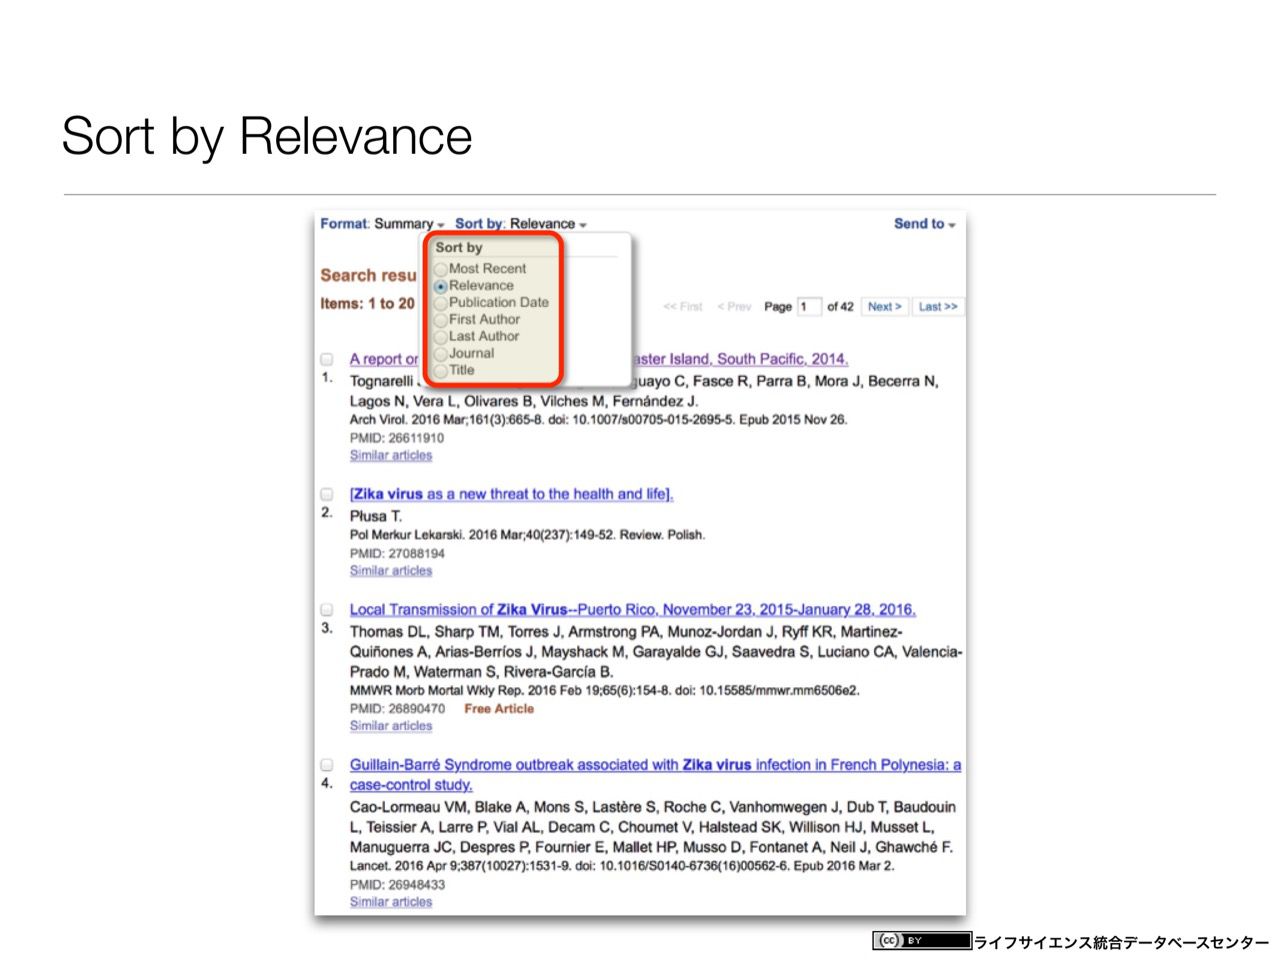 Sort by Relevance
Format: Summary Sort by: Relevance Send to
Sort by
Most Recent
Relevance
Publication Date
First Author
Last Author
Journal
Title
Search resu
Items: 1 to 20
<< First < Prev Page 1 of 42 Next > Last >>
1. A report on aster Island, South Pacific, 2014.
Tognarelli uayo C, Fasce R, Parra B, Mora J, Becerra N,
Lagos N, Vera L, Olivares B, Vilches M, Fernández J.
Arch Virol. 2016 Mar;161(3):665-8. doi: 10.1007/s00705-015-2695-5. Epub 2015 Nov 26.
PMID: 26611910
Similar articles
2. [Zika virus as a new threat to the health and life].
Płusa T.
Pol Merkur Lekarski. 2016 Mar;40(237):149-52. Review. Polish.
PMID: 27088194
Similar articles
3. Local Transmission of Zika Virus--Puerto Rico, November 23, 2015-January 28, 2016.
Thomas DL, Sharp TM, Torres J, Armstrong PA, Munoz-Jordan J, Ryff KR, Martinez-
Quiñones A, Arias-Berríos J, Mayshack M, Garayalde GJ, Saavedra S, Luciano CA, Valencia-
Prado M, Waterman S, Rivera-García B.
MMWR Morb Mortal Wkly Rep. 2016 Feb 19;65(6):154-8. doi: 10.15585/mmwr.mm6506e2.
PMID: 26890470 Free Article
Similar articles
4. Guillain-Barré Syndrome outbreak associated with Zika virus infection in French Polynesia: a
case-control study.
Cao-Lormeau VM, Blake A, Mons S, Lastère S, Roche C, Vanhomwegen J, Dub T, Baudouin
L, Teissier A, Larre P, Vial AL, Decam C, Choumet V, Halstead SK, Willison HJ, Musset L,
Manuguerra JC, Despres P, Fournier E, Mallet HP, Musso D, Fontanet A, Neil J, Ghawché F.
Lancet. 2016 Apr 9;387(10027):1531-9. doi: 10.1016/S0140-6736(16)00562-6. Epub 2016 Mar 2.
PMID: 26948433
Similar articles
cc BY ライフサイエンス統合データベースセンター